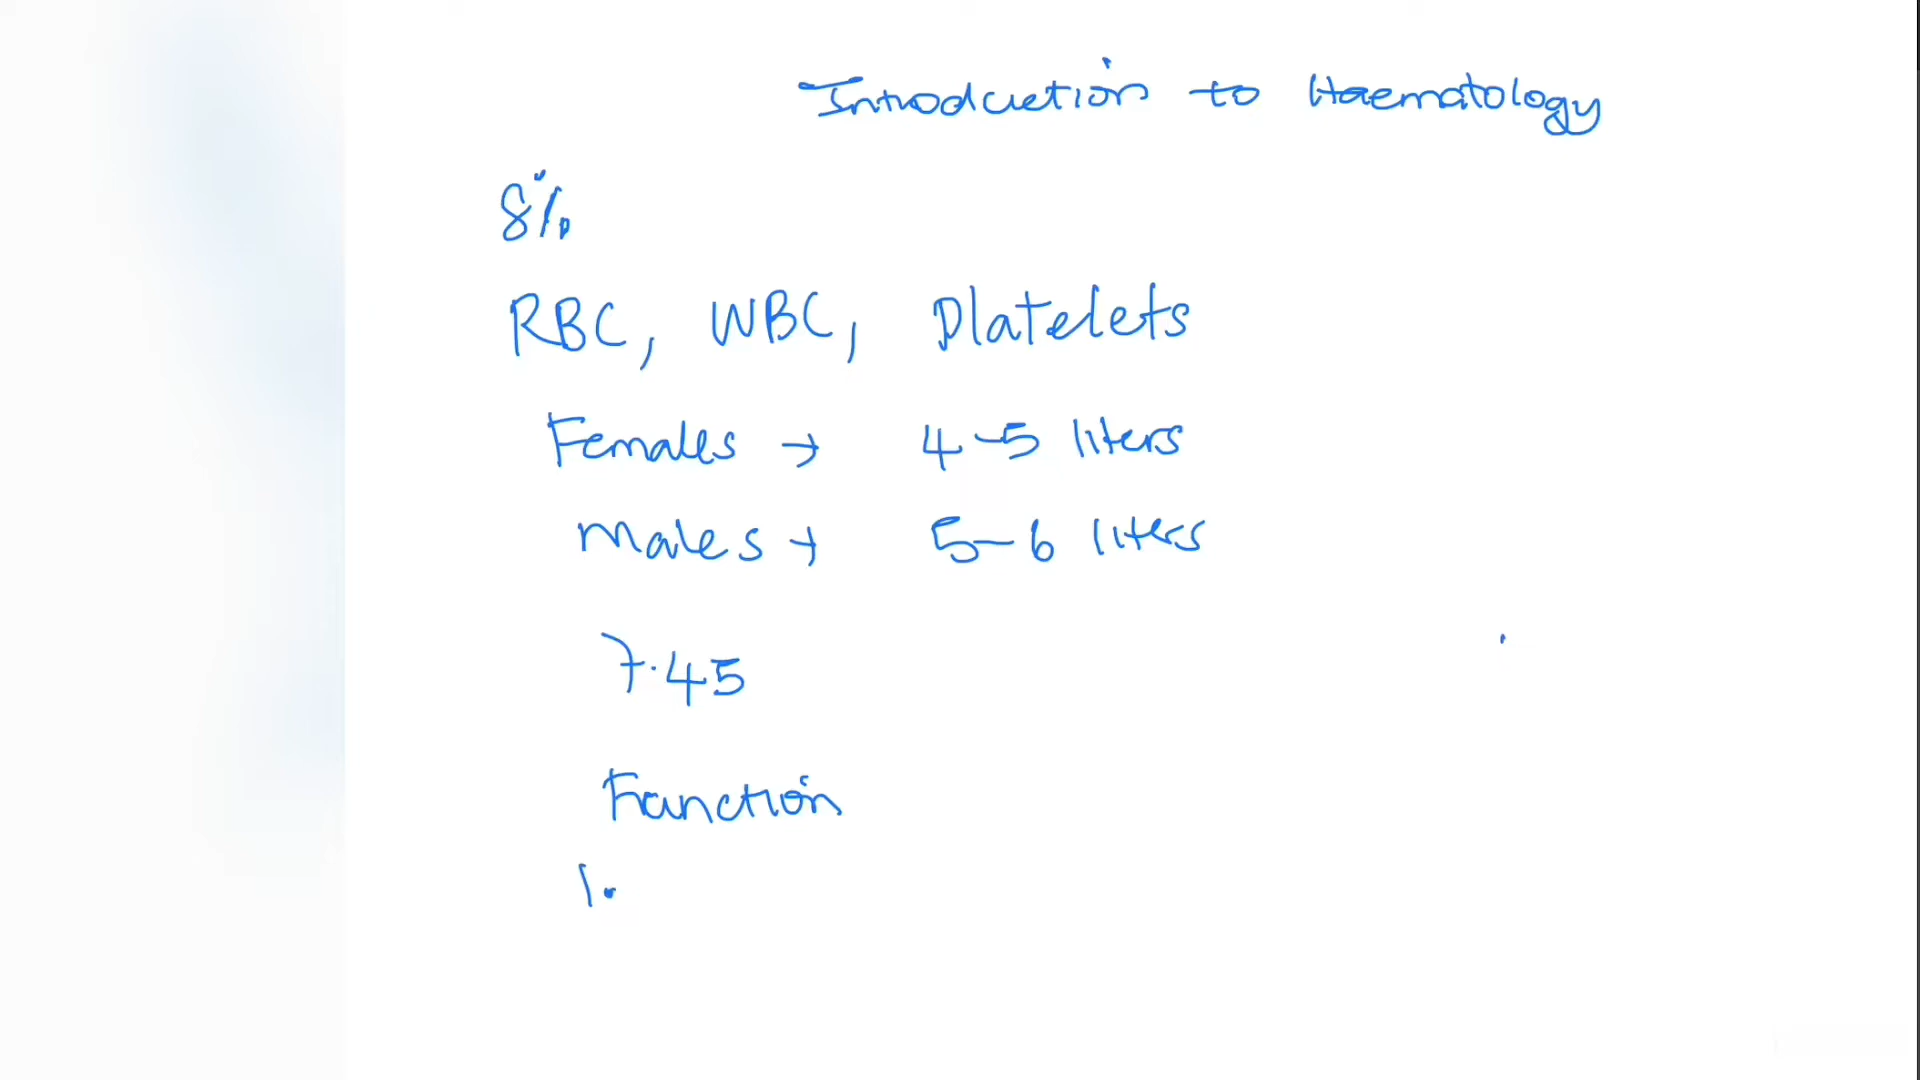 Introduction to Haematology
8%
RBC, WBC, Platelets
Females → 4-5 liters
Males → 5-6 liters
7.45
Function
1.